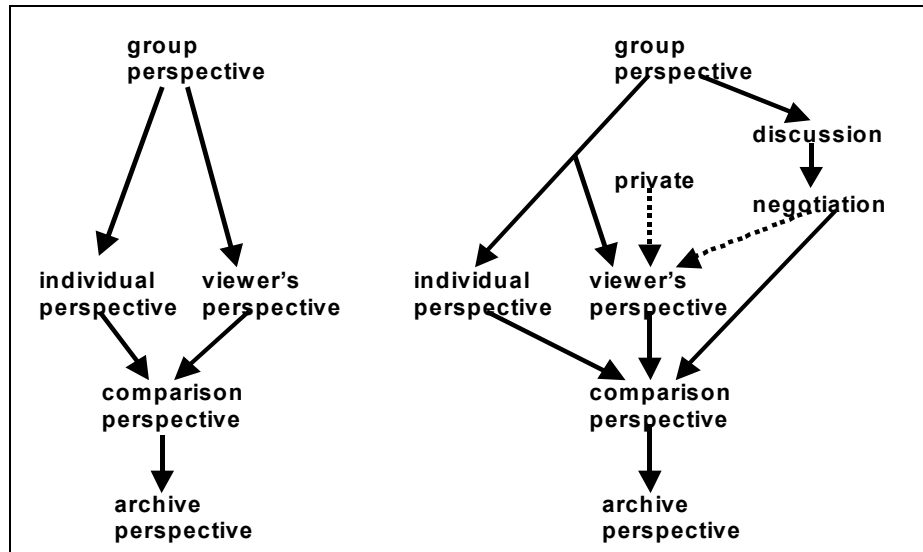 group
perspective
individual
perspective
viewer's
perspective
comparison
perspective
archive
perspective
group
perspective
discussion
private
negotiation
individual
perspective
viewer's
perspective
comparison
perspective
archive
perspective